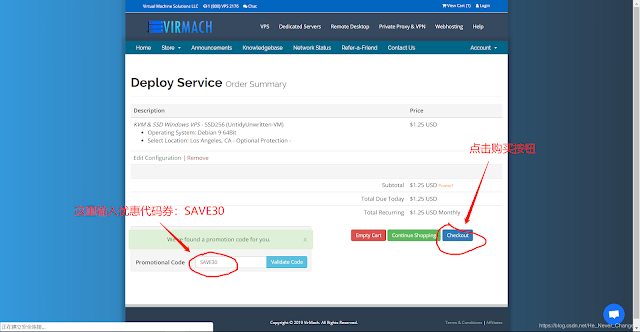 Virtual Machine Solutions LLC 1 (800) VPS 2176 Chat View Cart (1) Login
VIRMACH
VPS Dedicated Servers Remote Desktop Private Proxy & VPN Webhosting Help
Home Store Announcements Knowledgebase Network Status Refer-a-Friend Contact Us Account
Deploy Service Order Summary
Description Price
KVM & SSD Windows VPS - SSD256 (UntidyUnwritten-VM) $1.25 USD
• Operating System: Debian 9 64Bit
• Select Location: Los Angeles, CA - Optional Protection -
Edit Configuration | Remove
点击购买按钮
Subtotal $1.25 USD
Total Due Today $1.25 USD
Total Recurring $1.25 USD Monthly
这里输入优惠代码券：SAVE30
We've found a promotion code for you. ×
Empty Cart Continue Shopping Checkout
Promotional Code SAVE30 Validate Code
Copyright © 2019 VirMach. All Rights Reserved. Terms & Conditions | Affiliates
正在建立安全连接...
https://blog.csdn.net/He_Never_Change